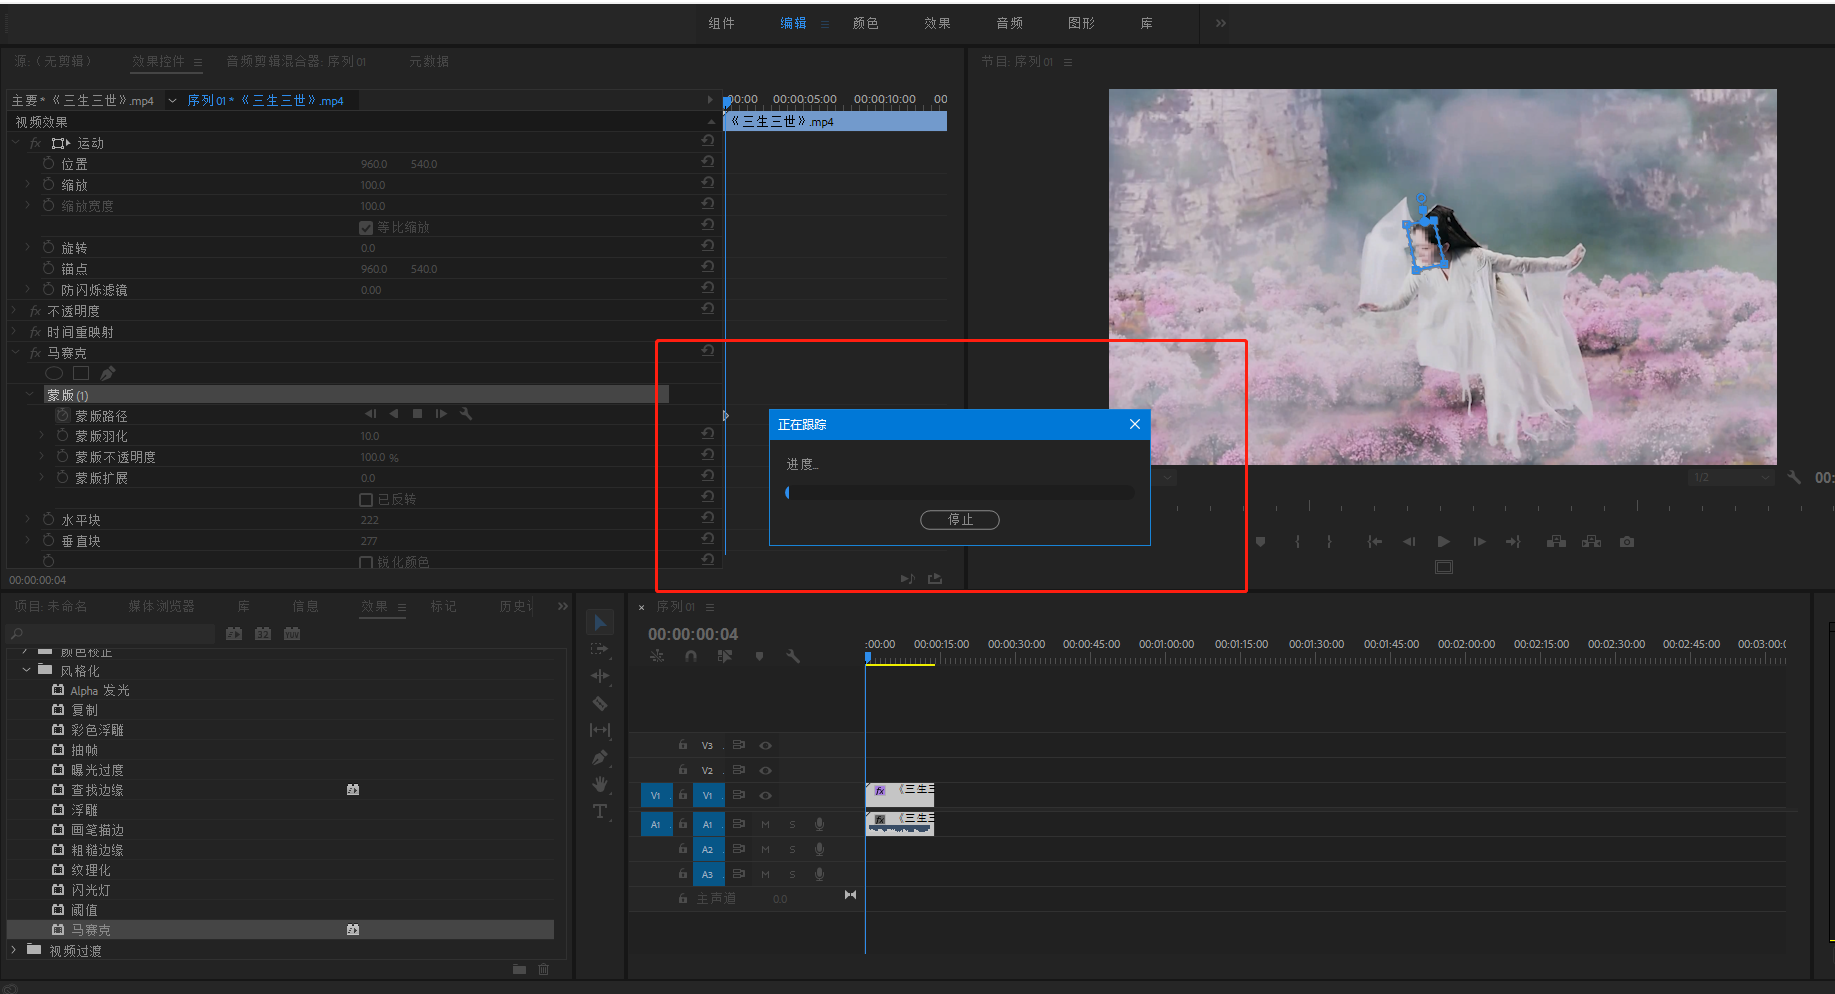 组件 编辑 颜色 效果 音频 图形 库
源:（无剪辑） 效果控件 音频剪辑混合器: 序列 01 元数据
节目: 序列 01
主要 * 《三生三世》.mp4 序列 01 * 《三生三世》.mp4
00:00 00:00:05:00 00:00:10:00 00
视频效果
《三生三世》.mp4
fx 运动
位置 960.0 540.0
缩放 100.0
缩放宽度 100.0
等比缩放
旋转 0.0
锚点 960.0 540.0
防闪烁滤镜 0.00
fx 不透明度
fx 时间重映射
fx 马赛克
蒙版 (1)
蒙版路径
蒙版羽化 10.0
蒙版不透明度 100.0 %
蒙版扩展 0.0
已反转
水平块 222
垂直块 277
锐化颜色
00:00:00:04
正在跟踪
进度...
停止
1/2
00:
项目: 未命名 媒体浏览器 库 信息 效果 标记 历史
32 YUV
颜色校正
风格化
Alpha 发光
复制
彩色浮雕
抽帧
曝光过度
查找边缘
浮雕
画笔描边
粗糙边缘
纹理化
闪光灯
阈值
马赛克
视频过渡
T
× 序列 01
00:00:00:04
:00:00 00:00:15:00 00:00:30:00 00:00:45:00 00:01:00:00 00:01:15:00 00:01:30:00 00:01:45:00 00:02:00:00 00:02:15:00 00:02:30:00 00:02:45:00 00:03:00:0
V3
V2
V1 V1 fx 《三生三
A1 A1 M S fx 《三生三
A2 M S
A3 M S
主声道 0.0